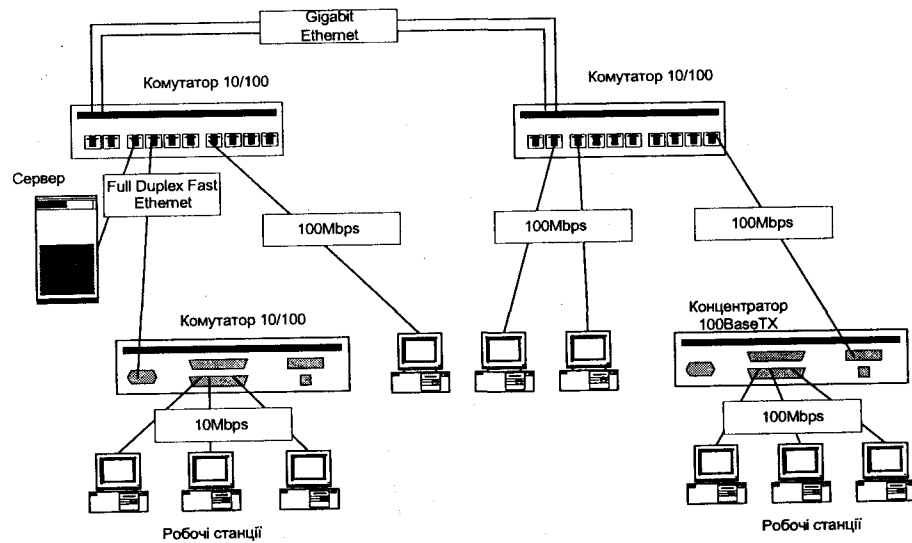 Gigabit
Ethernet
Комутатор 10/100
Комутатор 10/100
Сервер
Full Duplex Fast
Ethernet
100Mbps
100Mbps
100Mbps
Комутатор 10/100
Концентратор
100BaseTX
10Mbps
100Mbps
Робочі станції
Робочі станції